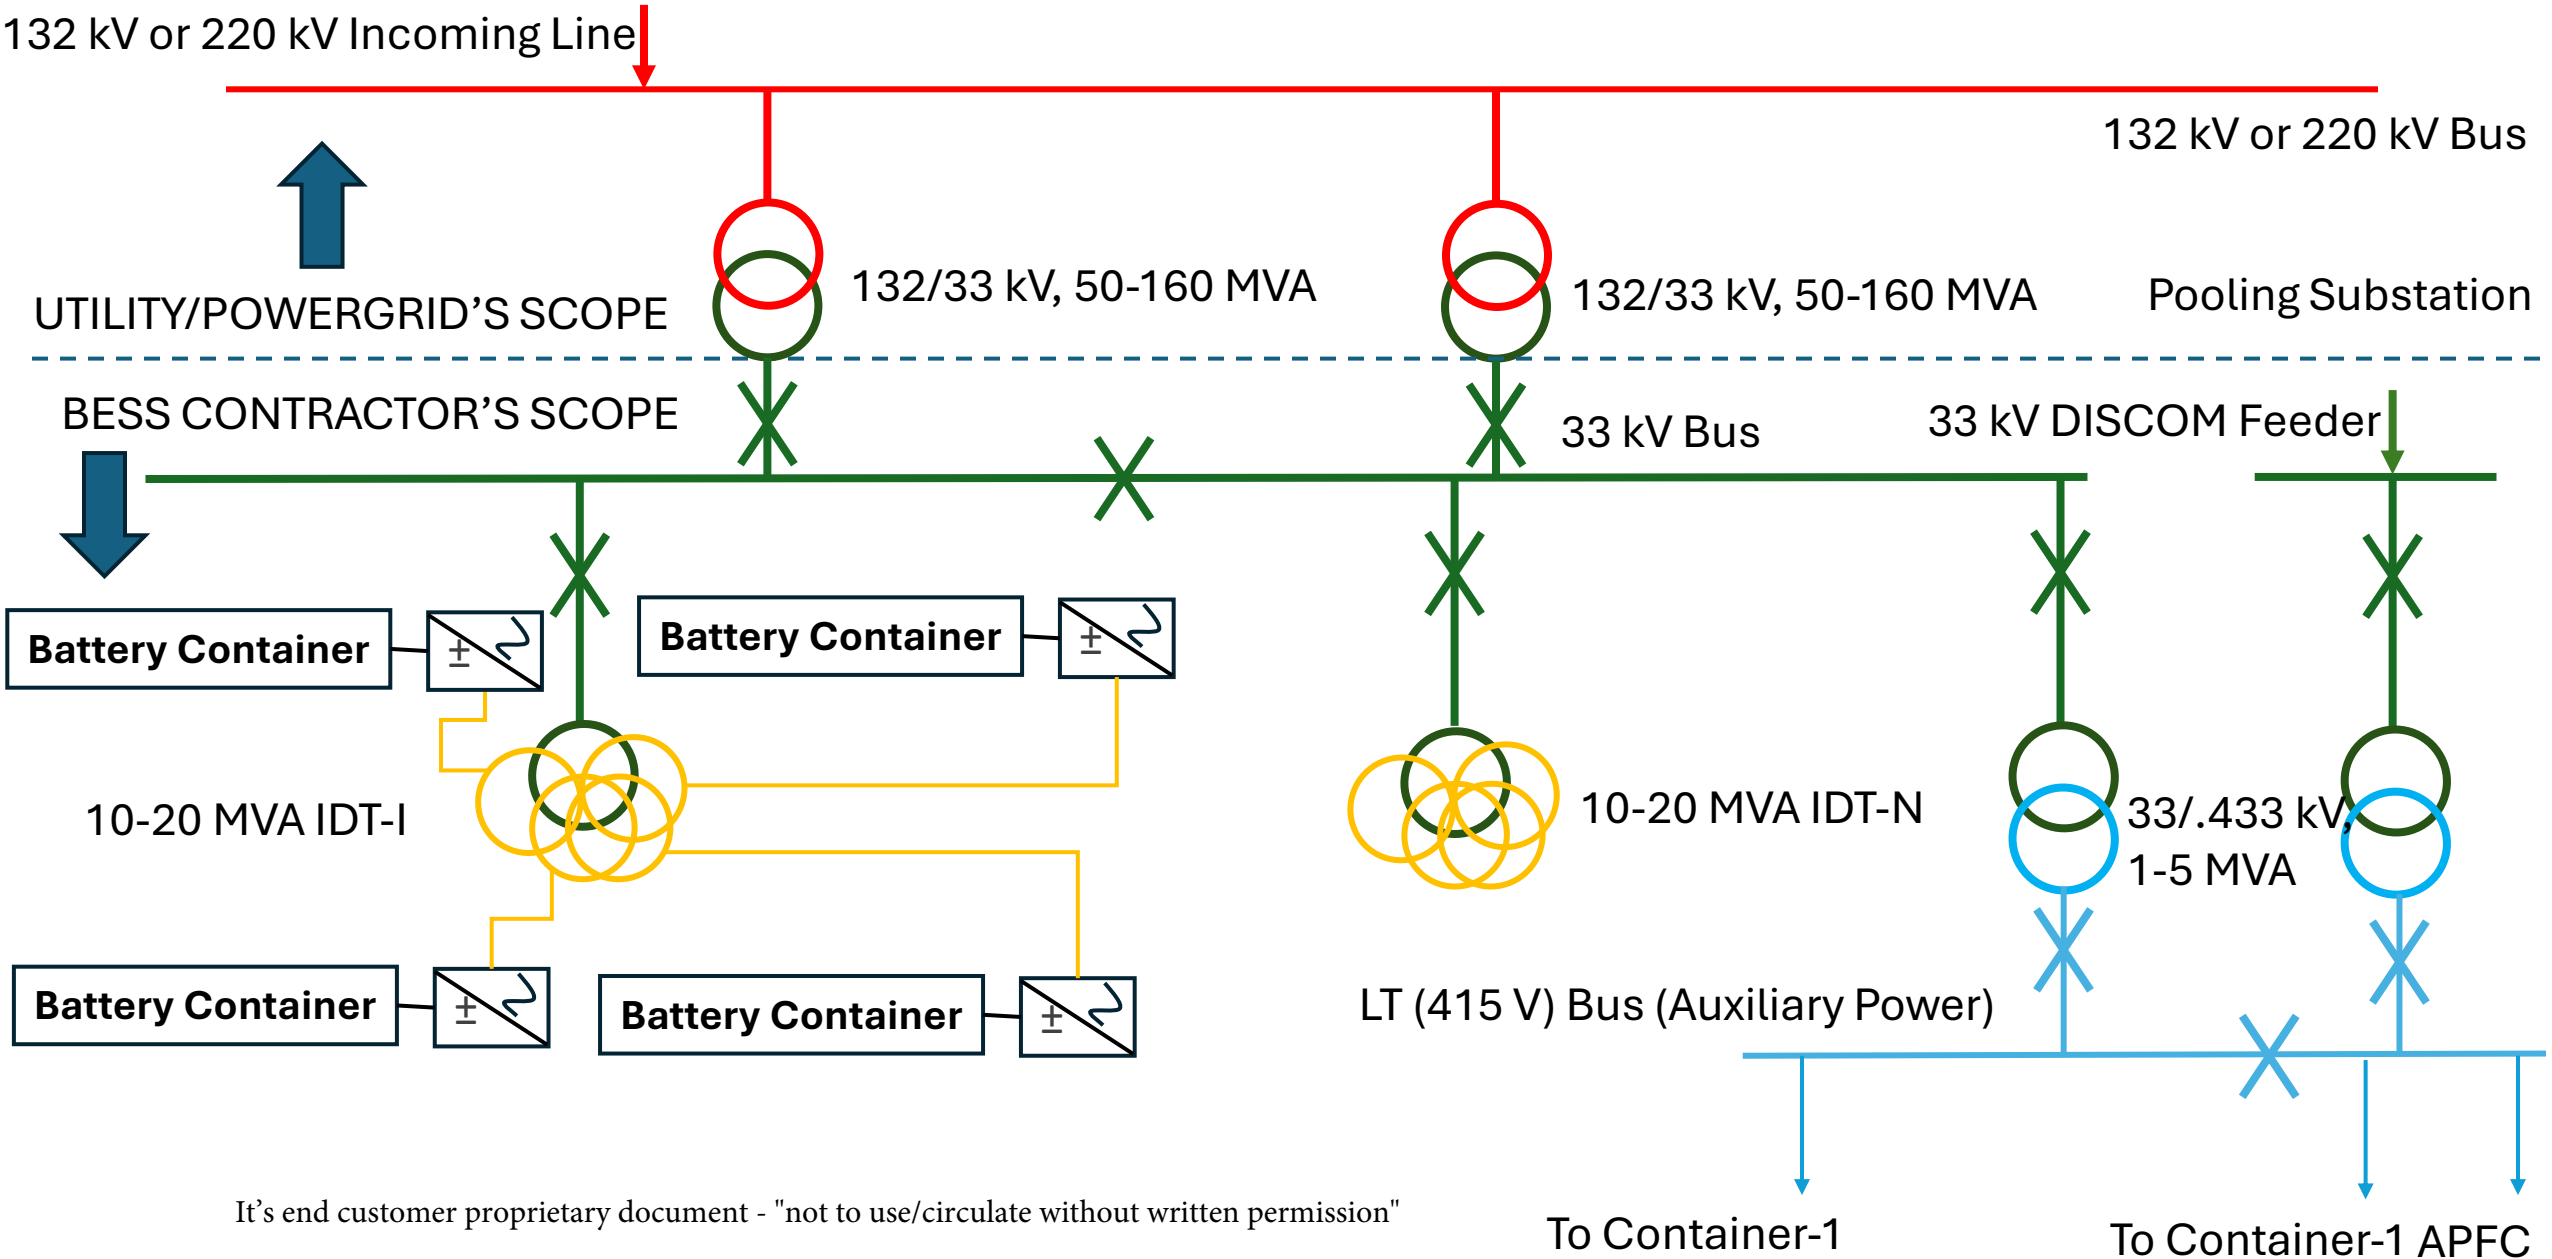 132 kV or 220 kV Incoming Line
132 kV or 220 kV Bus
132/33 kV, 50-160 MVA
132/33 kV, 50-160 MVA
Pooling Substation
UTILITY/POWERGRID’S SCOPE
BESS CONTRACTOR’S SCOPE
33 kV Bus
33 kV DISCOM Feeder
Battery Container
±
Battery Container
±
10-20 MVA IDT-I
10-20 MVA IDT-N
33/.433 kV,
1-5 MVA
Battery Container
±
Battery Container
±
LT (415 V) Bus (Auxiliary Power)
It’s end customer proprietary document - "not to use/circulate without written permission"
To Container-1
To Container-1 APFC